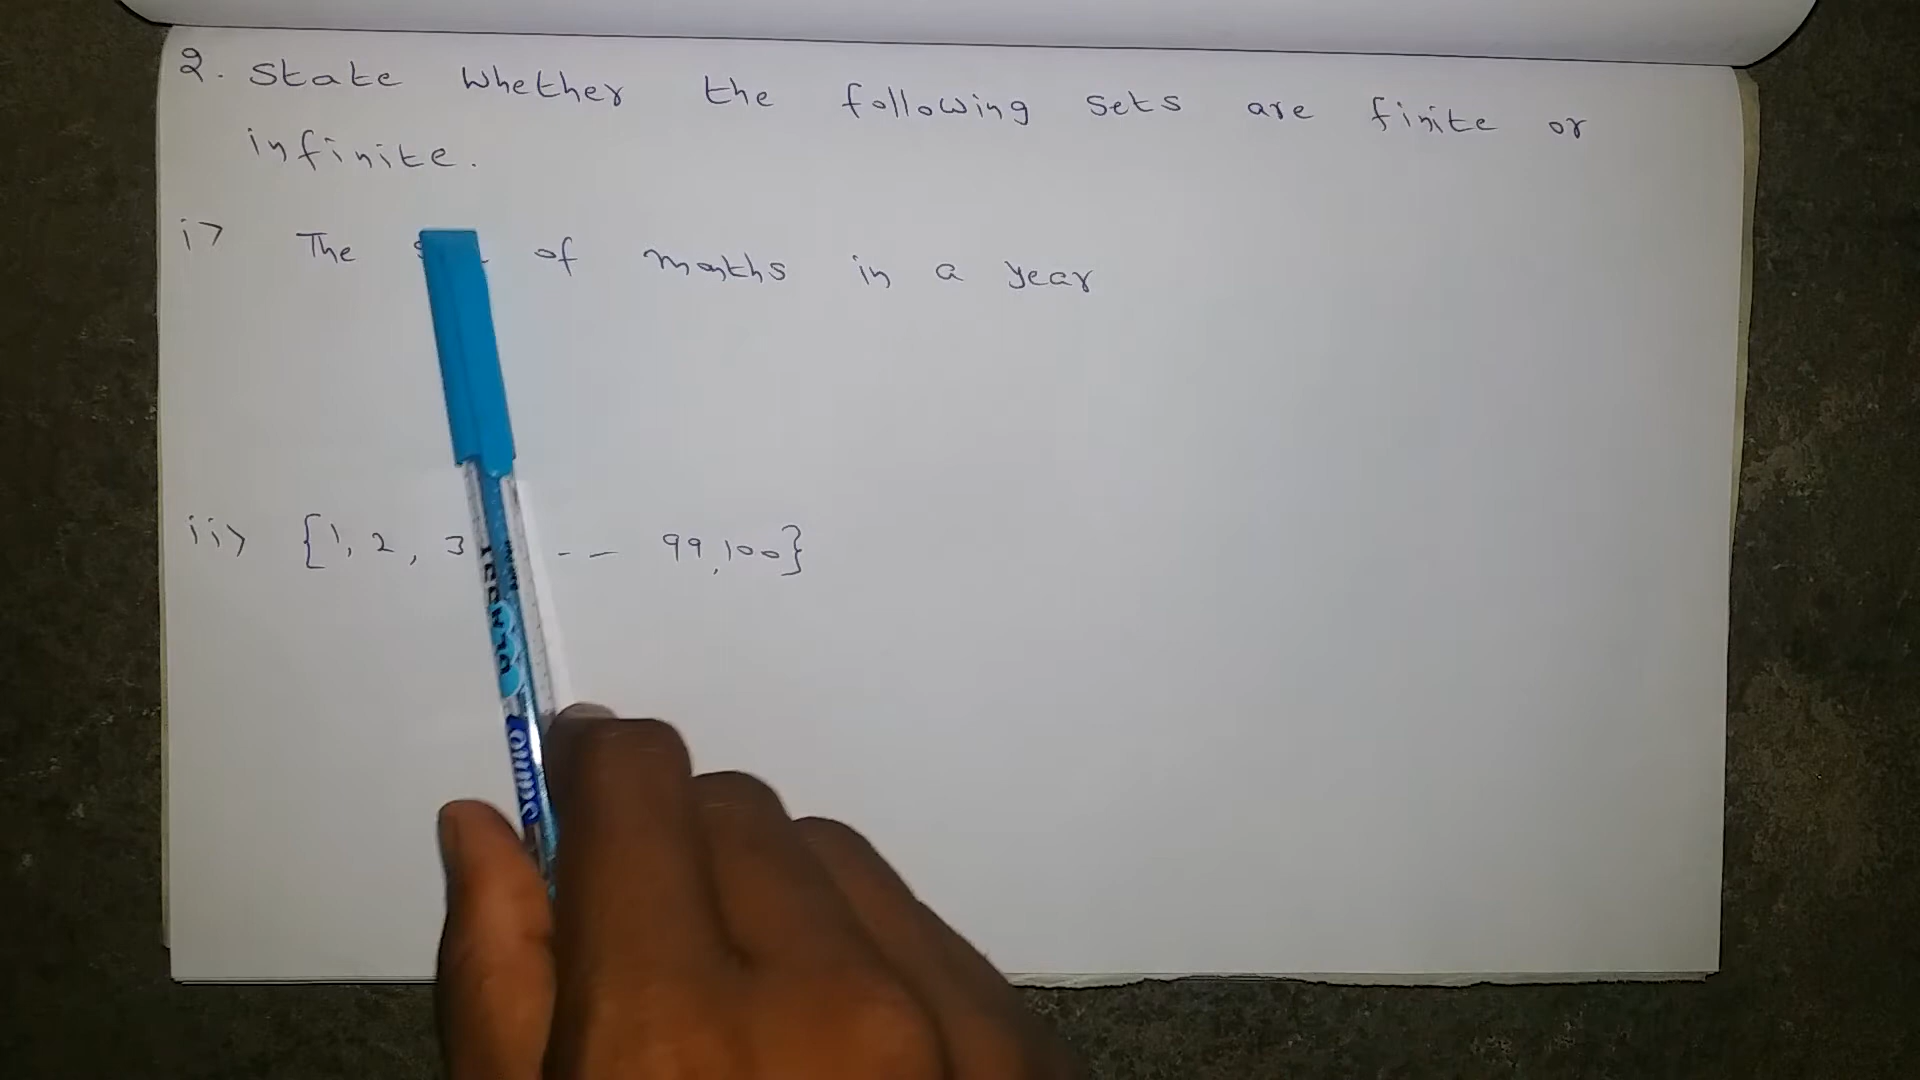 2. State whether the following sets are finite or
infinite.
i> The of months in a year
ii> {1, 2, 3 -- 99,100}
Saino